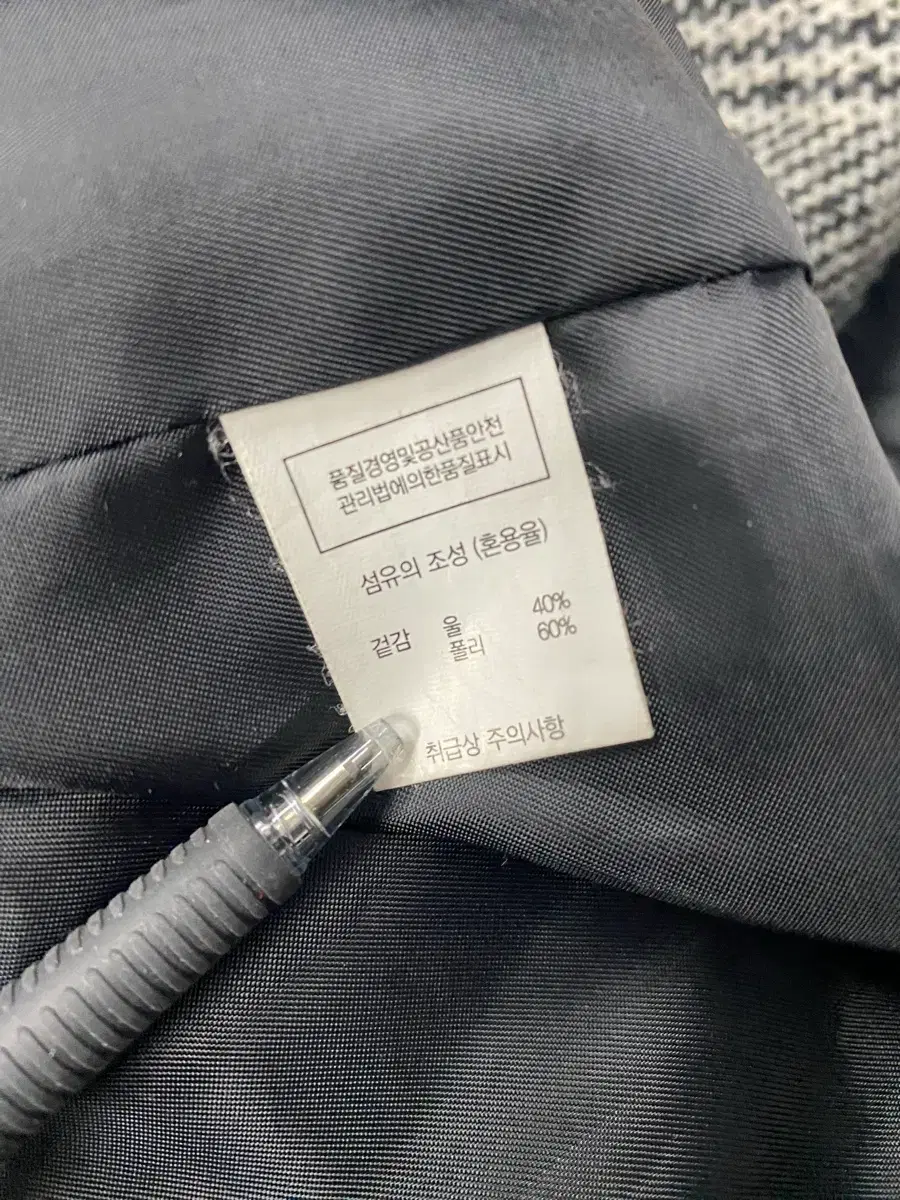 품질경영및공산품안전
관리법에의한품질표시
섬유의 조성 (혼용율)
겉감 울 40%
폴리 60%
취급상 주의사항